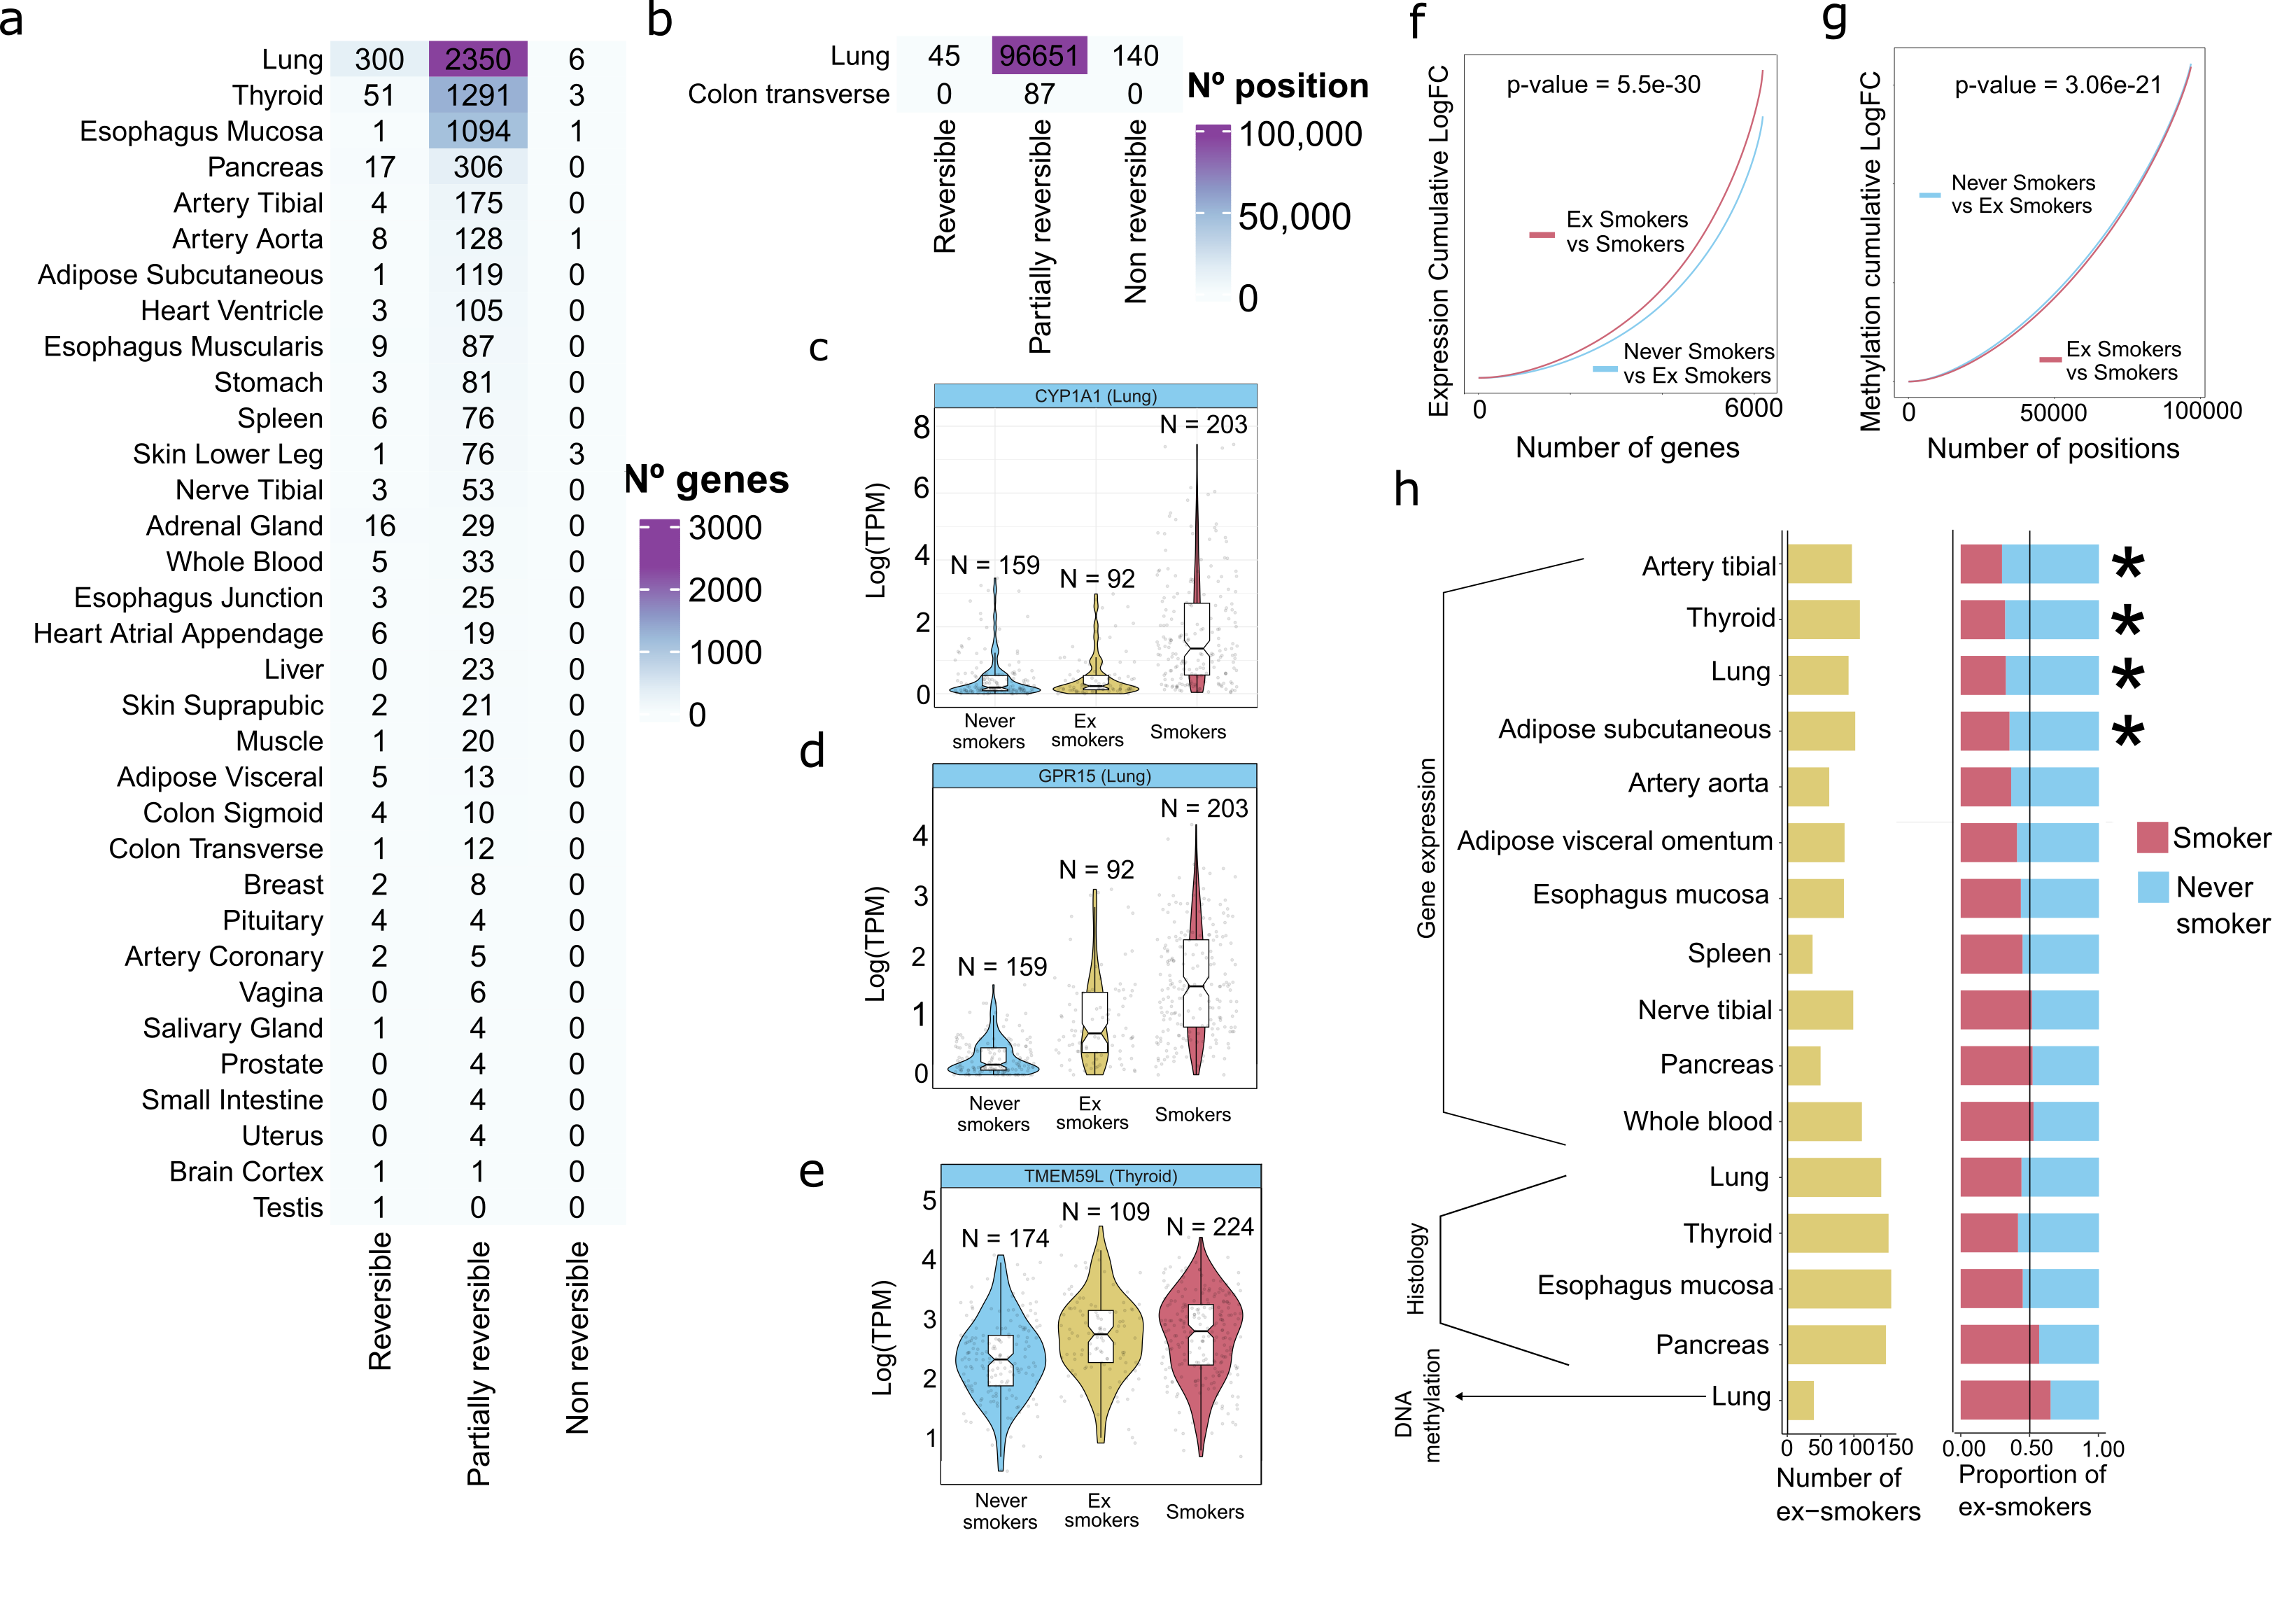 a
Lung 300 2350 6
Thyroid 51 1291 3
Esophagus Mucosa 1 1094 1
Pancreas 17 306 0
Artery Tibial 4 175 0
Artery Aorta 8 128 1
Adipose Subcutaneous 1 119 0
Heart Ventricle 3 105 0
Esophagus Muscularis 9 87 0
Stomach 3 81 0
Spleen 6 76 0
Skin Lower Leg 1 76 3
Nerve Tibial 3 53 0
Adrenal Gland 16 29 0
Whole Blood 5 33 0
Esophagus Junction 3 25 0
Heart Atrial Appendage 6 19 0
Liver 0 23 0
Skin Suprapubic 2 21 0
Muscle 1 20 0
Adipose Visceral 5 13 0
Colon Sigmoid 4 10 0
Colon Transverse 1 12 0
Breast 2 8 0
Pituitary 4 4 0
Artery Coronary 2 5 0
Vagina 0 6 0
Salivary Gland 1 4 0
Prostate 0 4 0
Small Intestine 0 4 0
Uterus 0 4 0
Brain Cortex 1 1 0
Testis 1 0 0
Reversible
Partially reversible
Non reversible
Nº genes
3000
2000
1000
0
b
Lung 45 96651 140
Colon transverse 0 87 0
Reversible
Partially reversible
Non reversible
Nº position
100,000
50,000
0
c
CYP1A1 (Lung)
Log(TPM)
8
6
4
2
0
N = 159
N = 92
N = 203
Never
smokers
Ex
smokers
Smokers
d
GPR15 (Lung)
Log(TPM)
4
3
2
1
0
N = 159
N = 92
N = 203
Never
smokers
Ex
smokers
Smokers
e
TMEM59L (Thyroid)
Log(TPM)
5
4
3
2
1
N = 174
N = 109
N = 224
Never
smokers
Ex
smokers
Smokers
f
Expression Cumulative LogFC
p-value = 5.5e-30
Ex Smokers
vs Smokers
Never Smokers
vs Ex Smokers
0 6000
Number of genes
g
Methylation cumulative LogFC
p-value = 3.06e-21
Never Smokers
vs Ex Smokers
Ex Smokers
vs Smokers
0 50000 100000
Number of positions
h
Gene expression
Artery tibial *
Thyroid *
Lung *
Adipose subcutaneous *
Artery aorta
Adipose visceral omentum
Esophagus mucosa
Spleen
Nerve tibial
Pancreas
Whole blood
Histology
Lung
Thyroid
Esophagus mucosa
Pancreas
DNA
methylation
Lung
0 50 100 150
Number of
ex−smokers
0.00 0.50 1.00
Proportion of
ex-smokers
Smoker
Never
smoker